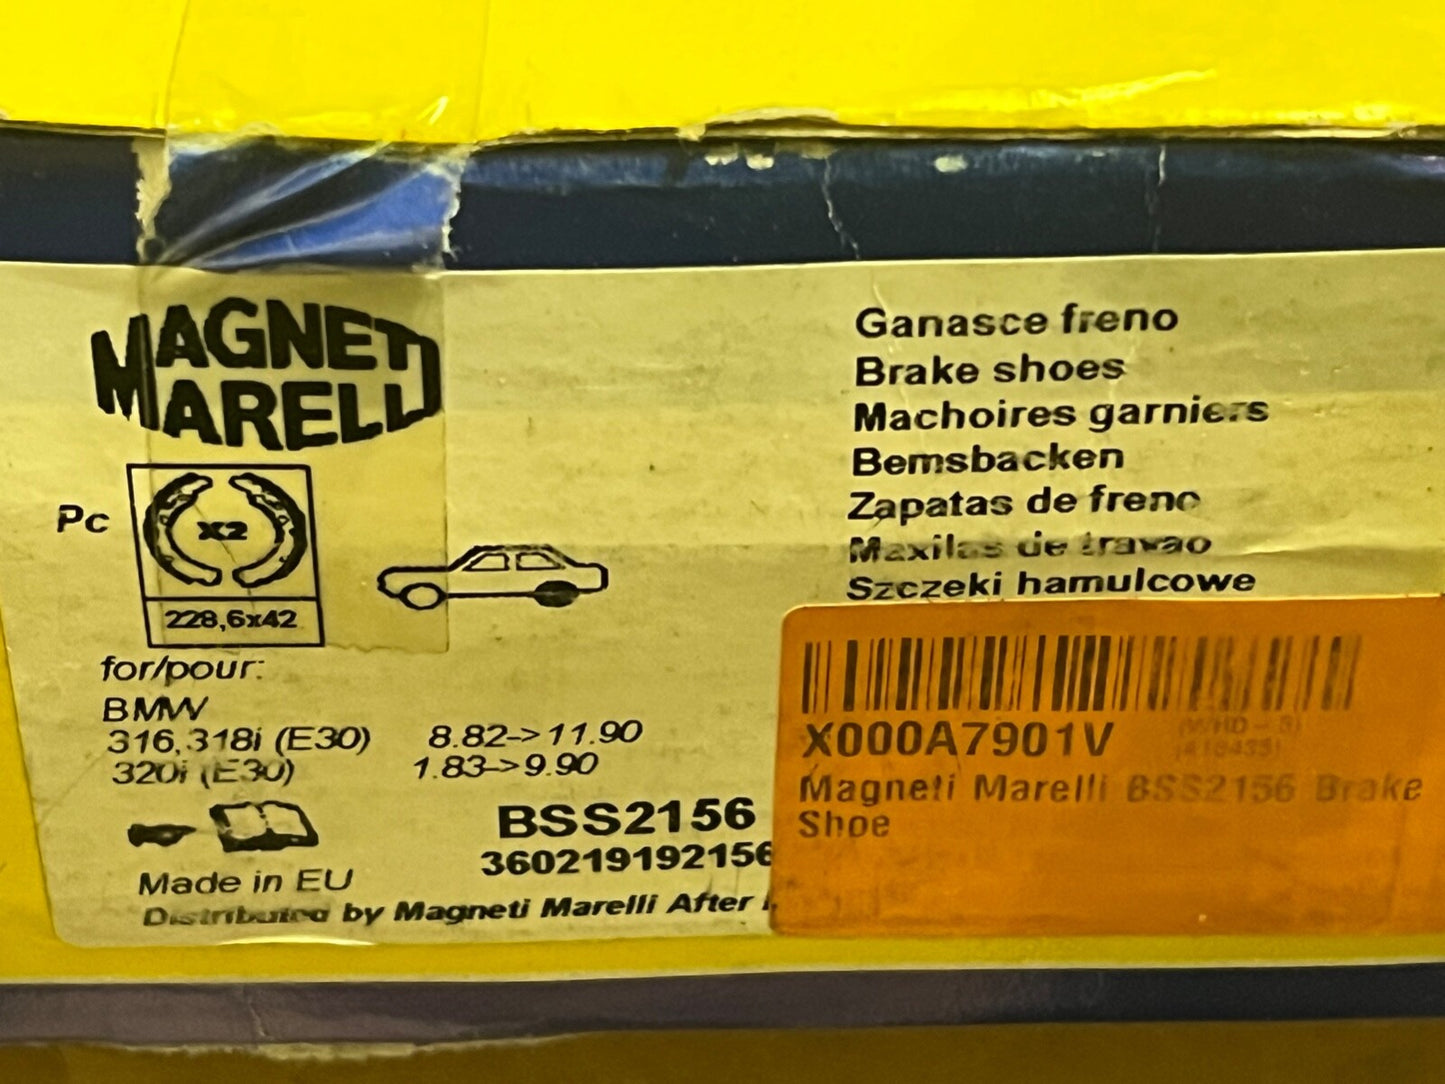 MAGNETI
MARELLI
Ganasce freno
Brake shoes
Machoires garniers
Bemsbacken
Zapatas de freno
Maxilas de travao
Szczeki hamulcowe
Pc
X2
228,6x42
for/pour:
BMW
316,318i (E30) 8.82->11.90
320i (E30) 1.83->9.90
BSS2156
360219192156
Made in EU
Distributed by Magneti Marelli After
X000A7901V
Magneti Marelli BSS2156 Brake
Shoe